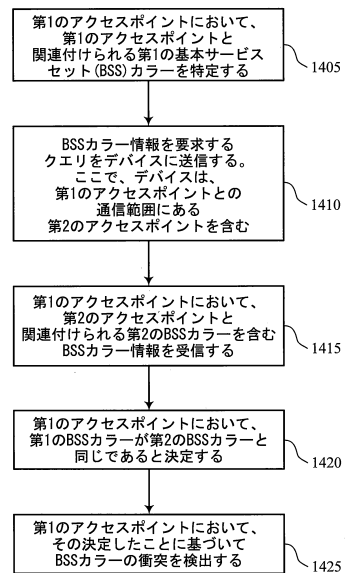 第1のアクセスポイントにおいて、
第1のアクセスポイントと
関連付けられる第1の基本サービス
セット(BSS)カラーを特定する
1405
BSSカラー情報を要求する
クエリをデバイスに送信する。
ここで、デバイスは、
第1のアクセスポイントとの
通信範囲にある
第2のアクセスポイントを含む
1410
第1のアクセスポイントにおいて、
第2のアクセスポイントと
関連付けられる第2のBSSカラーを含む
BSSカラー情報を受信する
1415
第1のアクセスポイントにおいて、
第1のBSSカラーが第2のBSSカラーと
同じであると決定する
1420
第1のアクセスポイントにおいて、
その決定したことに基づいて
BSSカラーの衝突を検出する
1425